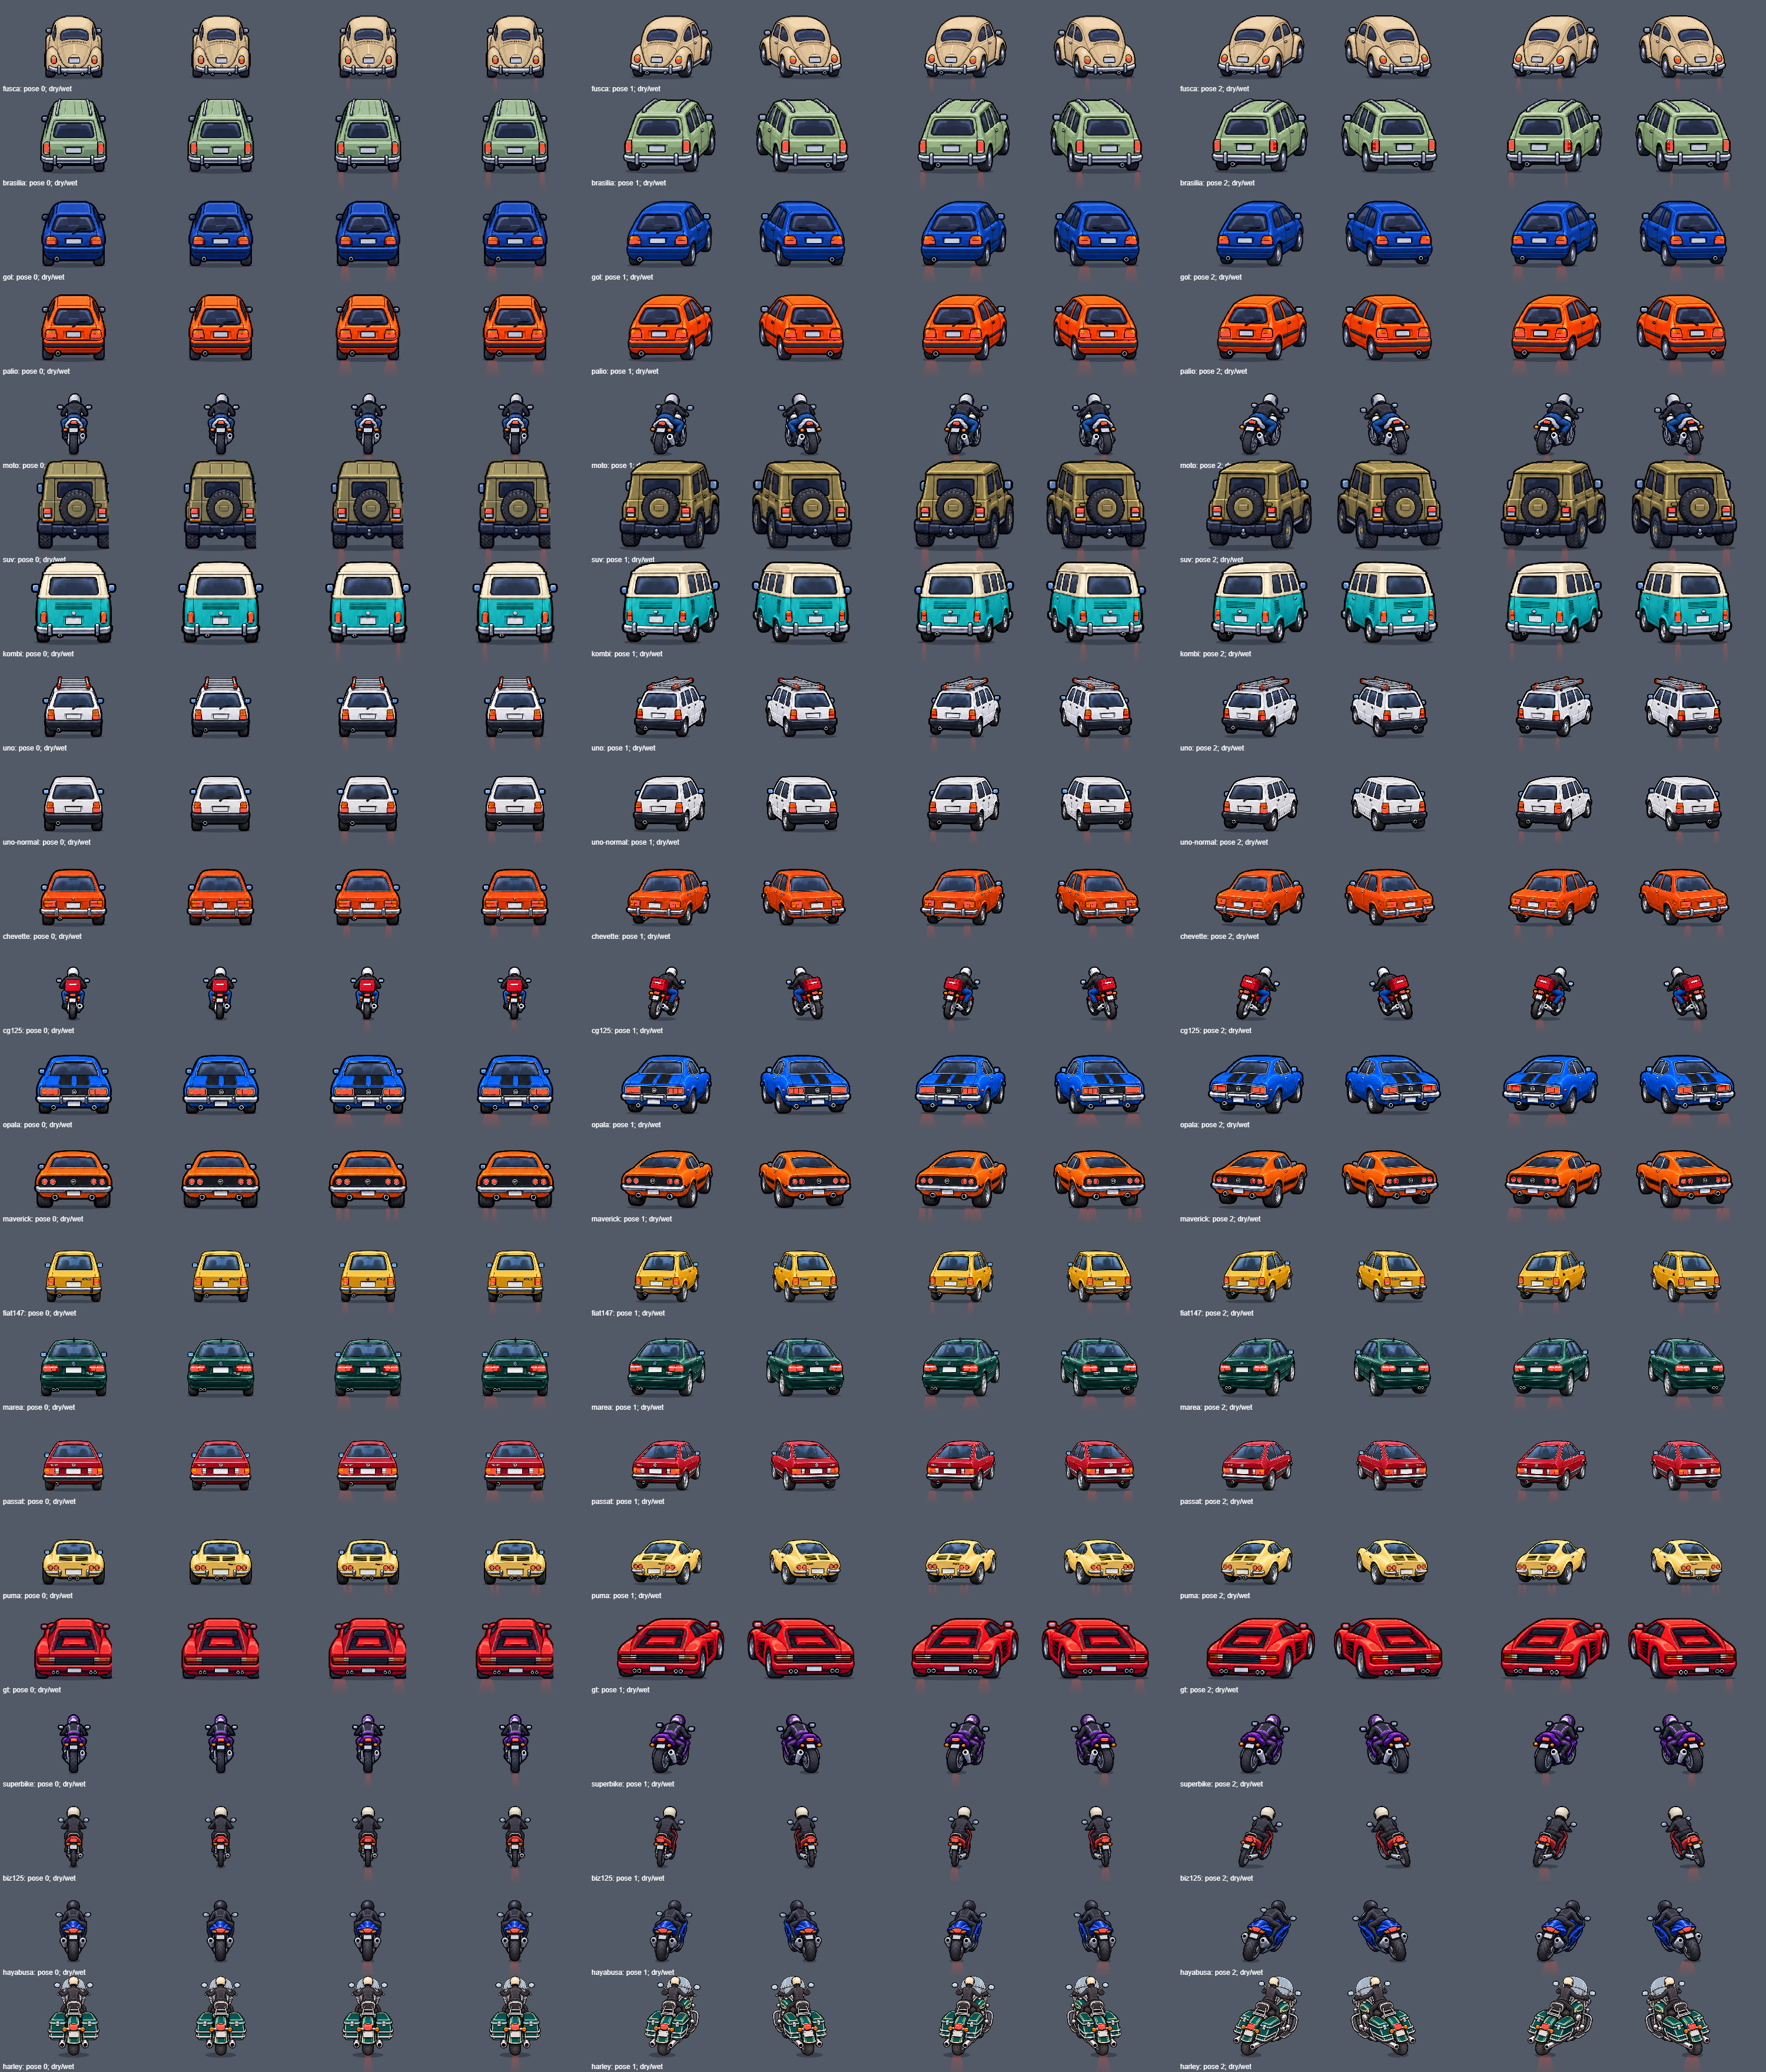 fusca: pose 0; dry/wet fusca: pose 1; dry/wet fusca: pose 2; dry/wet
brasilia: pose 0; dry/wet brasilia: pose 1; dry/wet brasilia: pose 2; dry/wet
gol: pose 0; dry/wet gol: pose 1; dry/wet gol: pose 2; dry/wet
palio: pose 0; dry/wet palio: pose 1; dry/wet palio: pose 2; dry/wet
moto: pose 0; moto: pose 1; moto: pose 2;
suv: pose 0; dry/wet suv: pose 1; dry/wet suv: pose 2; dry/wet
kombi: pose 0; dry/wet kombi: pose 1; dry/wet kombi: pose 2; dry/wet
uno: pose 0; dry/wet uno: pose 1; dry/wet uno: pose 2; dry/wet
uno-normal: pose 0; dry/wet uno-normal: pose 1; dry/wet uno-normal: pose 2; dry/wet
chevette: pose 0; dry/wet chevette: pose 1; dry/wet chevette: pose 2; dry/wet
cg125: pose 0; dry/wet cg125: pose 1; dry/wet cg125: pose 2; dry/wet
opala: pose 0; dry/wet opala: pose 1; dry/wet opala: pose 2; dry/wet
maverick: pose 0; dry/wet maverick: pose 1; dry/wet maverick: pose 2; dry/wet
fiat147: pose 0; dry/wet fiat147: pose 1; dry/wet fiat147: pose 2; dry/wet
marea: pose 0; dry/wet marea: pose 1; dry/wet marea: pose 2; dry/wet
passat: pose 0; dry/wet passat: pose 1; dry/wet passat: pose 2; dry/wet
puma: pose 0; dry/wet puma: pose 1; dry/wet puma: pose 2; dry/wet
gt: pose 0; dry/wet gt: pose 1; dry/wet gt: pose 2; dry/wet
superbike: pose 0; dry/wet superbike: pose 1; dry/wet superbike: pose 2; dry/wet
biz125: pose 0; dry/wet biz125: pose 1; dry/wet biz125: pose 2; dry/wet
hayabusa: pose 0; dry/wet hayabusa: pose 1; dry/wet hayabusa: pose 2; dry/wet
harley: pose 0; dry/wet harley: pose 1; dry/wet harley: pose 2; dry/wet